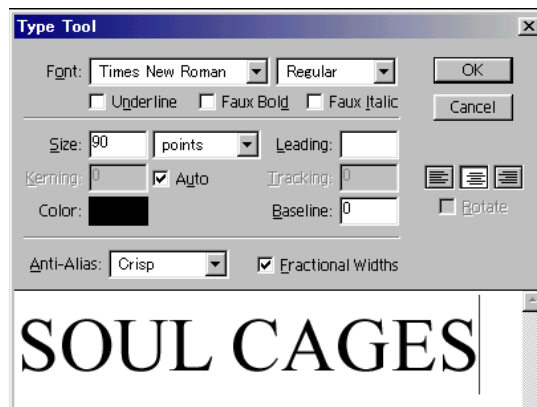 Type Tool
Font: Times New Roman Regular OK
Underline Faux Bold Faux Italic Cancel
Size: 90 points Leading:
Kerning: 0 Auto Tracking: 0
Color: Baseline: 0 Rotate
Anti-Alias: Crisp Fractional Widths
SOUL CAGES